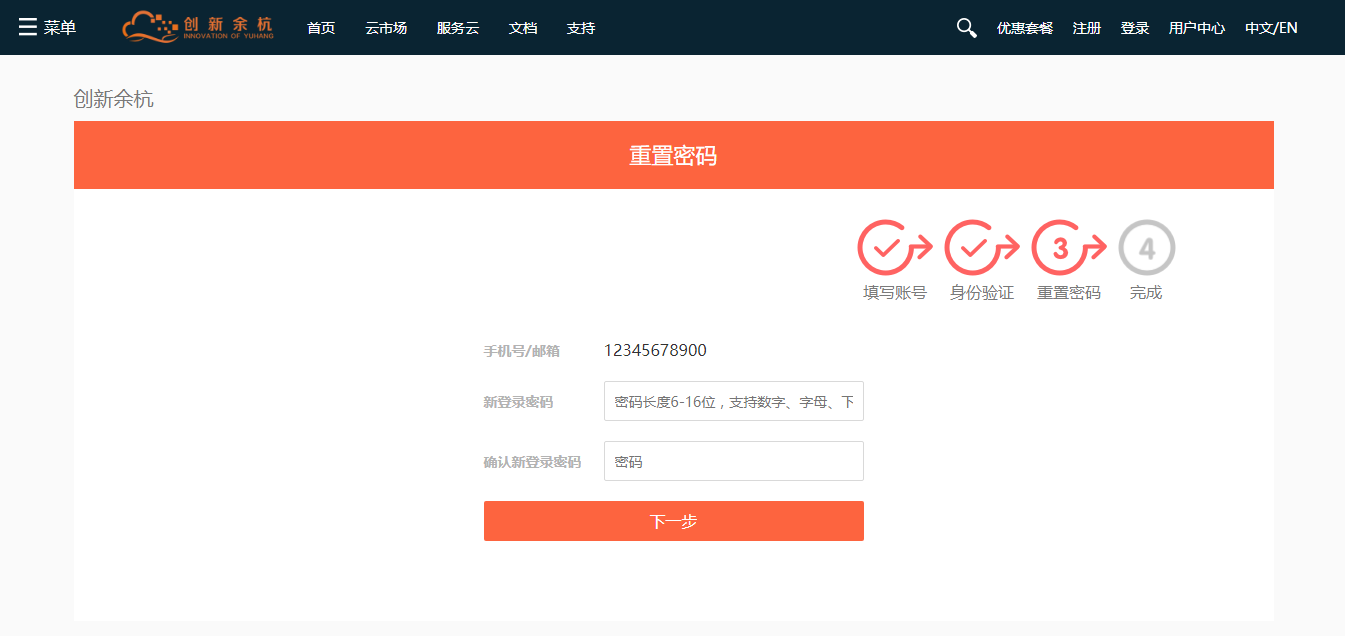 菜单 创新余杭 首页 云市场 服务云 文档 支持 优惠套餐 注册 登录 用户中心 中文/EN
INNOVATION OF YUHANG
创新余杭
重置密码
3 4
填写账号 身份验证 重置密码 完成
手机号/邮箱 12345678900
新登录密码 密码长度6-16位，支持数字、字母、下
确认新登录密码 密码
下一步